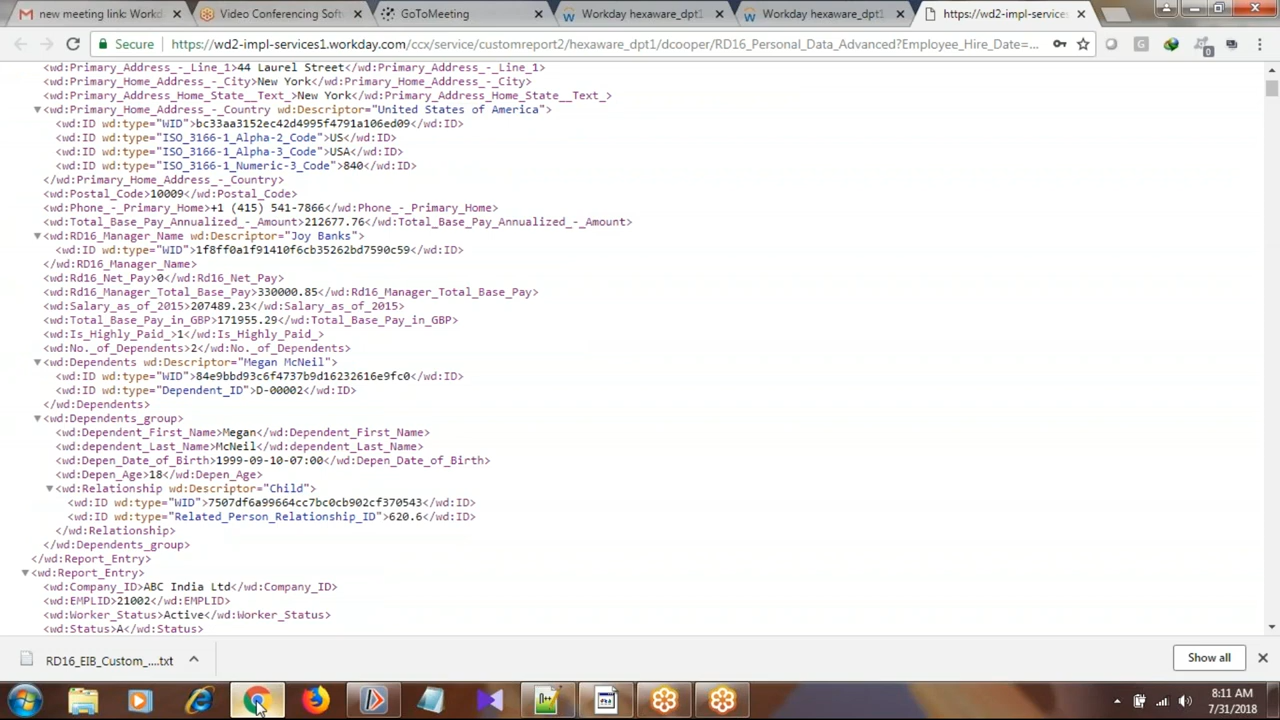 new meeting link: Workd
Video Conferencing Softw
GoToMeeting
Workday hexaware_dpt1
Workday hexaware_dpt1
https://wd2-impl-services
Secure
https://wd2-impl-services1.workday.com/ccx/service/customreport2/hexaware_dpt1/dcooper/RD16_Personal_Data_Advanced?Employee_Hire_Date=...
G
0
<wd:Primary_Address_-_Line_1>44 Laurel Street</wd:Primary_Address_-_Line_1>
<wd:Primary_Home_Address_-_City>New York</wd:Primary_Home_Address_-_City>
<wd:Primary_Address_Home_State__Text_>New York</wd:Primary_Address_Home_State__Text_>
<wd:Primary_Home_Address_-_Country wd:Descriptor="United States of America">
<wd:ID wd:type="WID">bc33aa3152ec42d4995f4791a106ed09</wd:ID>
<wd:ID wd:type="ISO_3166-1_Alpha-2_Code">US</wd:ID>
<wd:ID wd:type="ISO_3166-1_Alpha-3_Code">USA</wd:ID>
<wd:ID wd:type="ISO_3166-1_Numeric-3_Code">840</wd:ID>
</wd:Primary_Home_Address_-_Country>
<wd:Postal_Code>10009</wd:Postal_Code>
<wd:Phone_-_Primary_Home>+1 (415) 541-7866</wd:Phone_-_Primary_Home>
<wd:Total_Base_Pay_Annualized_-_Amount>212677.76</wd:Total_Base_Pay_Annualized_-_Amount>
<wd:RD16_Manager_Name wd:Descriptor="Joy Banks">
<wd:ID wd:type="WID">1f8ff0a1f91410f6cb35262bd7590c59</wd:ID>
</wd:RD16_Manager_Name>
<wd:Rd16_Net_Pay>0</wd:Rd16_Net_Pay>
<wd:Rd16_Manager_Total_Base_Pay>330000.85</wd:Rd16_Manager_Total_Base_Pay>
<wd:Salary_as_of_2015>207489.23</wd:Salary_as_of_2015>
<wd:Total_Base_Pay_in_GBP>171955.29</wd:Total_Base_Pay_in_GBP>
<wd:Is_Highly_Paid_>1</wd:Is_Highly_Paid_>
<wd:No._of_Dependents>2</wd:No._of_Dependents>
<wd:Dependents wd:Descriptor="Megan McNeil">
<wd:ID wd:type="WID">84e9bbd93c6f4737b9d16232616e9fc0</wd:ID>
<wd:ID wd:type="Dependent_ID">D-00002</wd:ID>
</wd:Dependents>
<wd:Dependents_group>
<wd:Dependent_First_Name>Megan</wd:Dependent_First_Name>
<wd:dependent_Last_Name>McNeil</wd:dependent_Last_Name>
<wd:Depen_Date_of_Birth>1999-09-10-07:00</wd:Depen_Date_of_Birth>
<wd:Depen_Age>18</wd:Depen_Age>
<wd:Relationship wd:Descriptor="Child">
<wd:ID wd:type="WID">7507df6a99664cc7bc0cb902cf370543</wd:ID>
<wd:ID wd:type="Related_Person_Relationship_ID">620.6</wd:ID>
</wd:Relationship>
</wd:Dependents_group>
</wd:Report_Entry>
<wd:Report_Entry>
<wd:Company_ID>ABC India Ltd</wd:Company_ID>
<wd:EMPLID>21002</wd:EMPLID>
<wd:Worker_Status>Active</wd:Worker_Status>
<wd:Status>A</wd:Status>
RD16_EIB_Custom_....txt
Show all
8:11 AM
7/31/2018